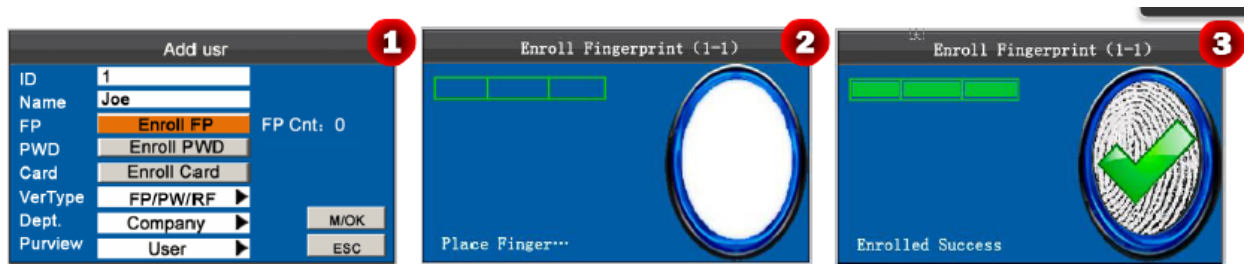 1
Add usr
ID 1
Name Joe
FP Enroll FP FP Cnt: 0
PWD Enroll PWD
Card Enroll Card
VerType FP/PW/RF
Dept. Company M/OK
Purview User ESC
2
Enroll Fingerprint (1-1)
Place Finger…
3
Enroll Fingerprint (1-1)
Enrolled Success